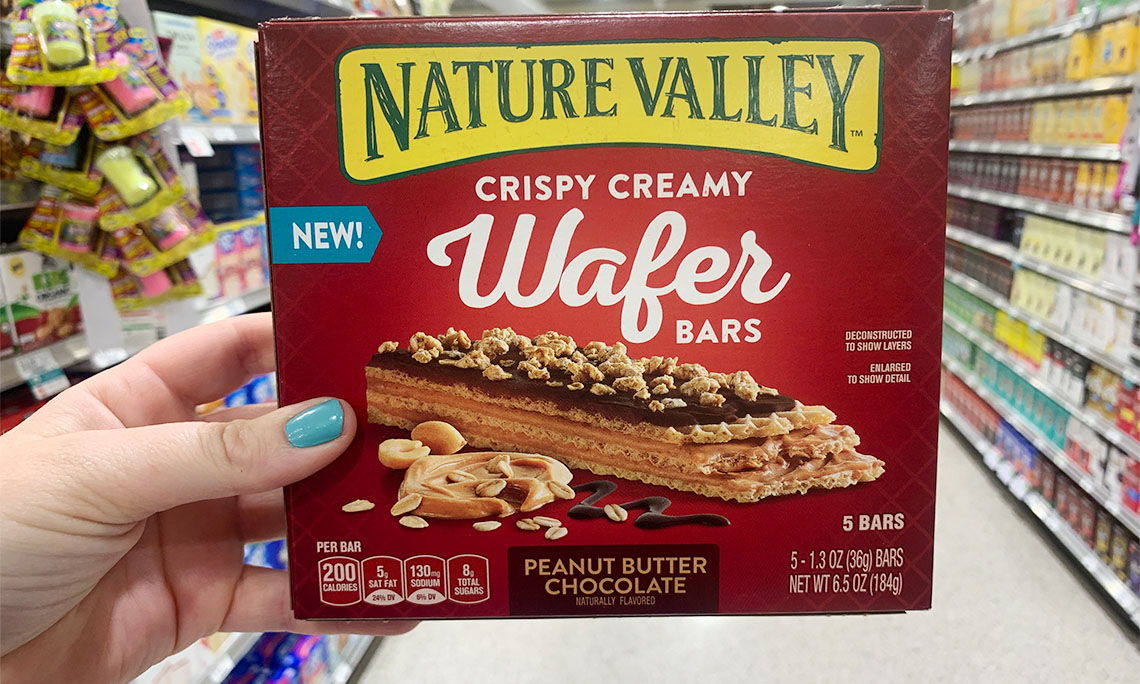 NATURE VALLEY™
CRISPY CREAMY
NEW!
Wafer
BARS
DECONSTRUCTED
TO SHOW LAYERS
ENLARGED
TO SHOW DETAIL
5 BARS
PER BAR
200
CALORIES
5g
SAT FAT
24% DV
130mg
SODIUM
6% DV
8g
TOTAL
SUGARS
PEANUT BUTTER
CHOCOLATE
NATURALLY FLAVORED
5 - 1.3 OZ (36g) BARS
NET WT 6.5 OZ (184g)